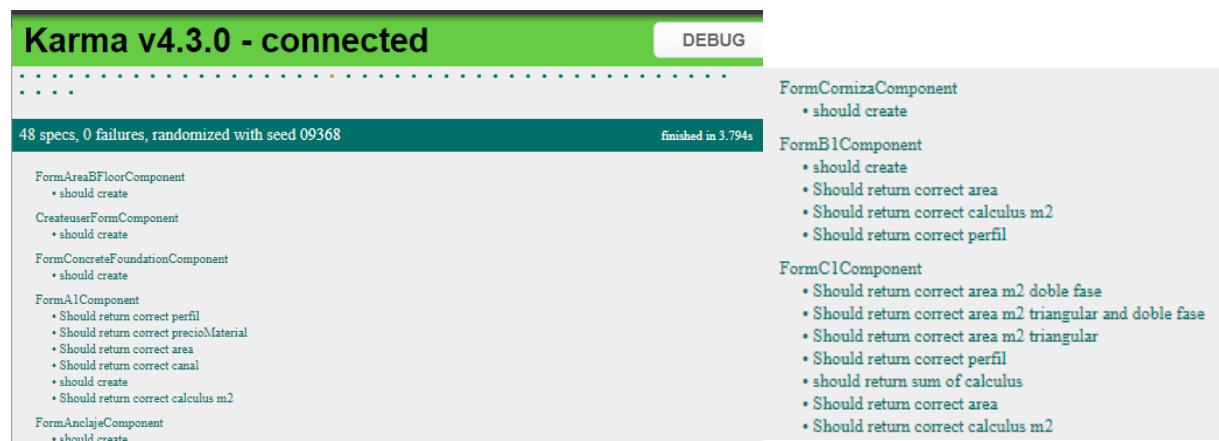 Karma v4.3.0 - connected
DEBUG
48 specs, 0 failures, randomized with seed 09368
finished in 3.794s
FormAreaBFloorComponent
• should create
CreateuserFormComponent
• should create
FormConcreteFoundationComponent
• should create
FormA1Component
• Should return correct perfil
• Should return correct precioMaterial
• Should return correct area
• Should return correct canal
• should create
• Should return correct calculus m2
FormAnclajeComponent
• should create
FormCornizaComponent
• should create
FormB1Component
• should create
• Should return correct area
• Should return correct calculus m2
• Should return correct perfil
FormC1Component
• Should return correct area m2 doble fase
• Should return correct area m2 triangular and doble fase
• Should return correct area m2 triangular
• Should return correct perfil
• should return sum of calculus
• Should return correct area
• Should return correct calculus m2